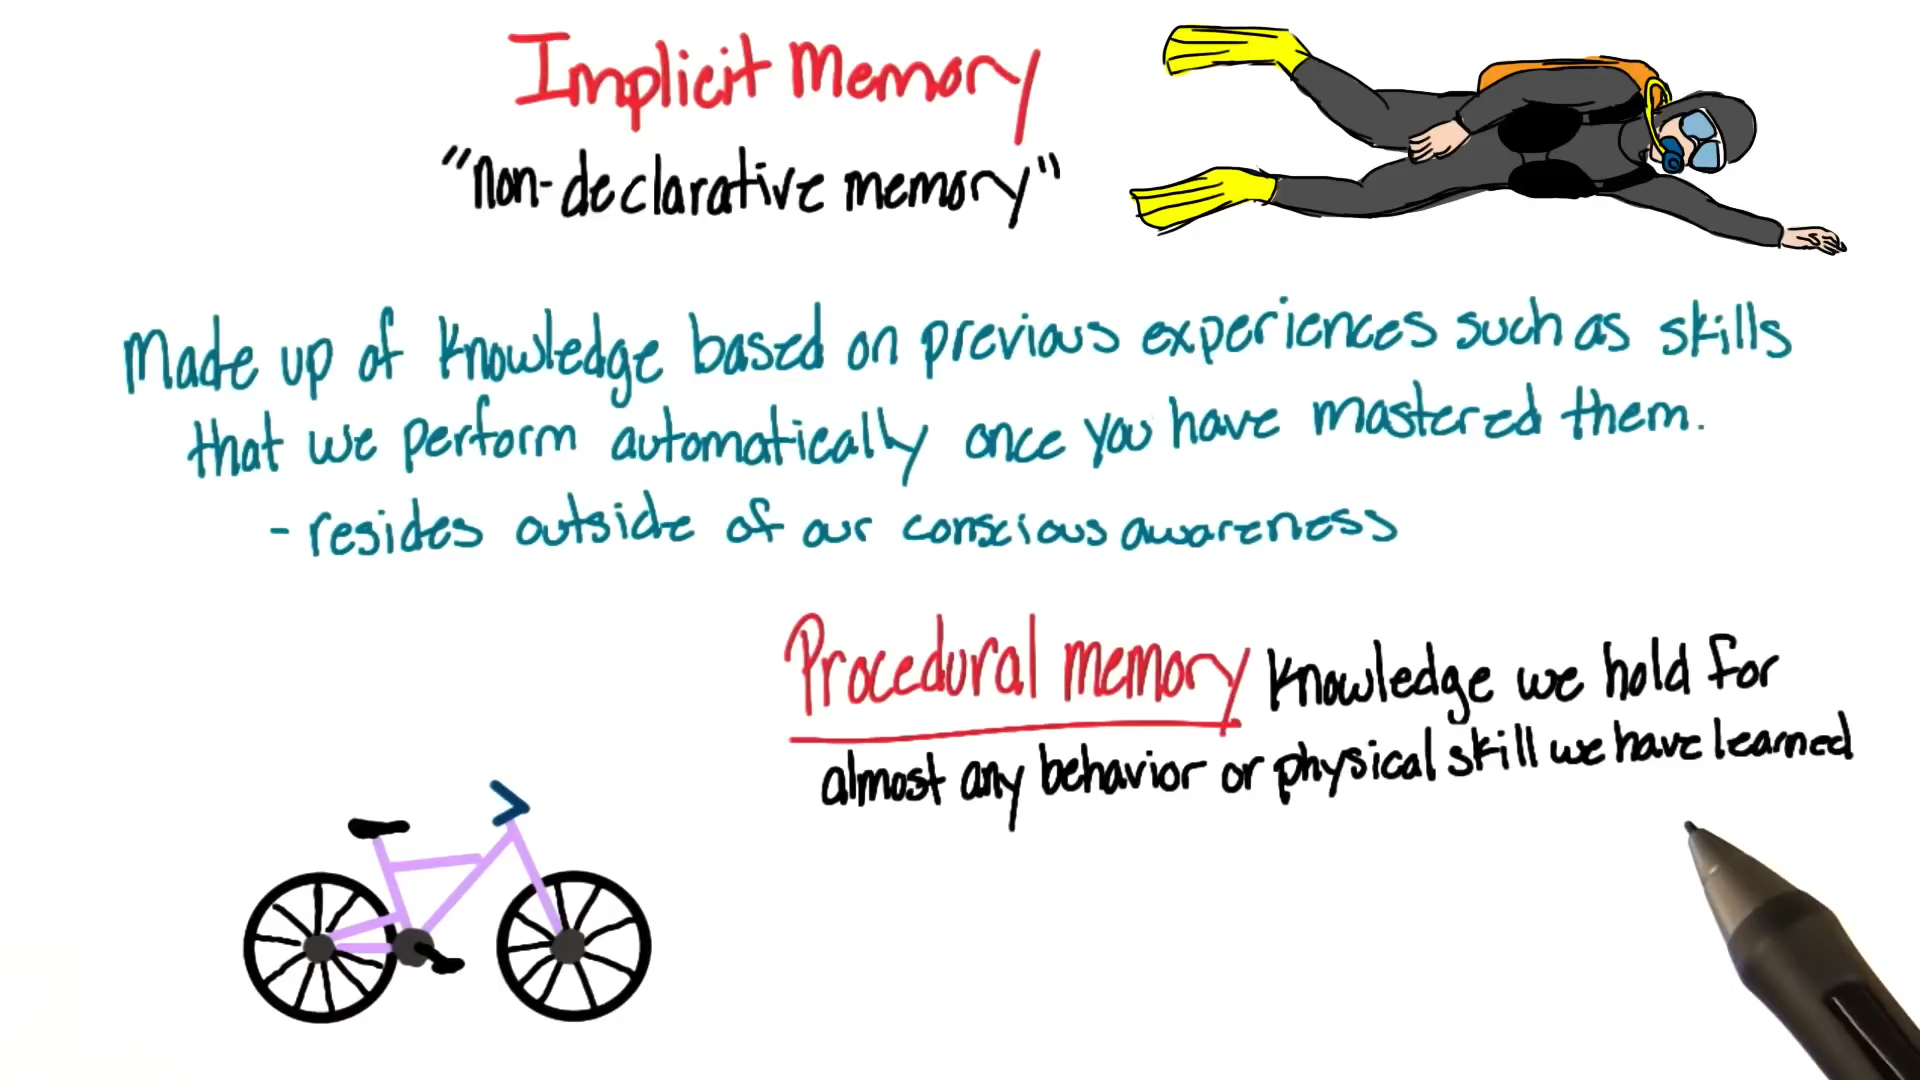 Implicit Memory
"non-declarative memory"
Made up of knowledge based on previous experiences such as skills
that we perform automatically once you have mastered them.
- resides outside of our conscious awareness
Procedural memory knowledge we hold for
almost any behavior or physical skill we have learned